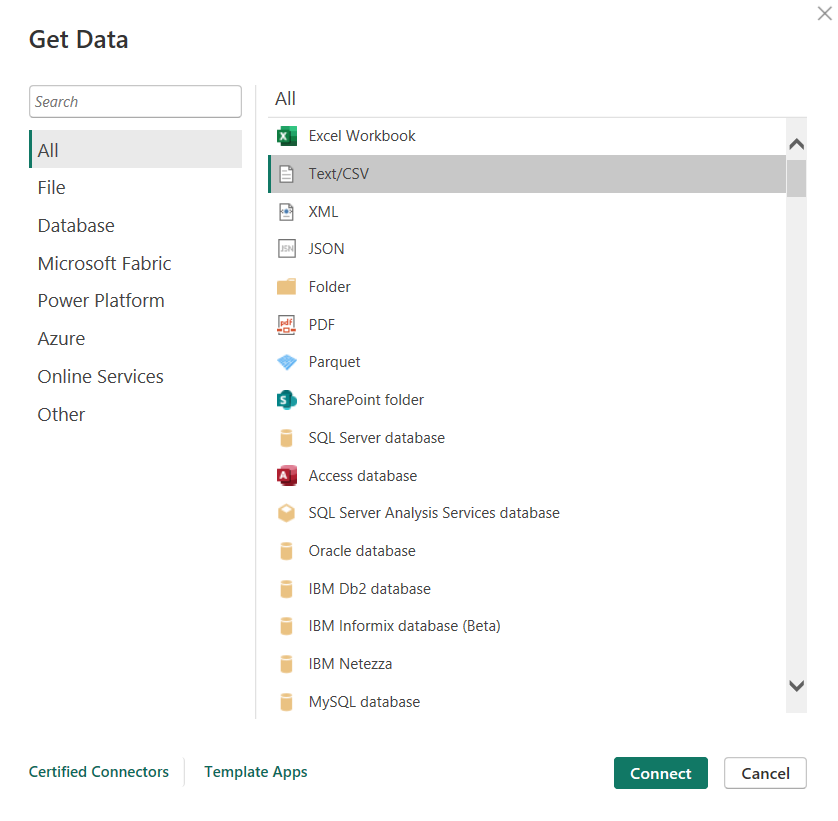 Get Data
Search
All
File
Database
Microsoft Fabric
Power Platform
Azure
Online Services
Other
All
Excel Workbook
Text/CSV
XML
JSON
Folder
PDF
Parquet
SharePoint folder
SQL Server database
Access database
SQL Server Analysis Services database
Oracle database
IBM Db2 database
IBM Informix database (Beta)
IBM Netezza
MySQL database
Certified Connectors
Template Apps
Connect
Cancel